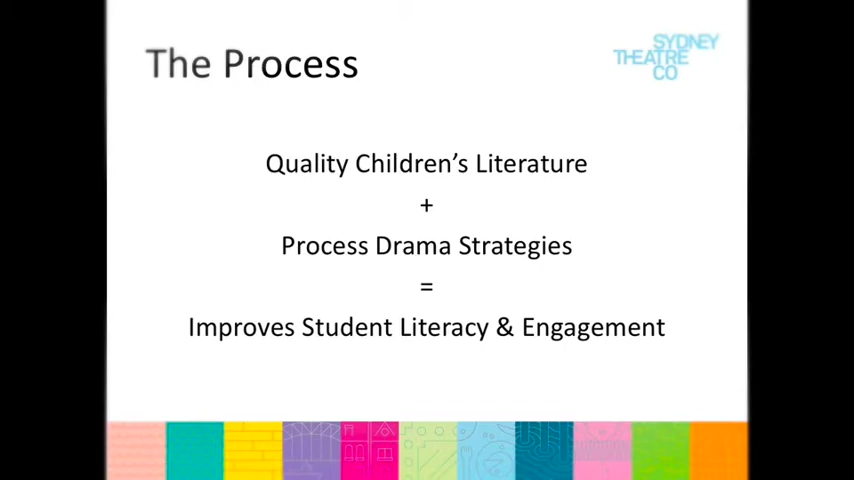 The Process
SYDNEY
THEATRE
CO
Quality Children's Literature
+
Process Drama Strategies
=
Improves Student Literacy & Engagement